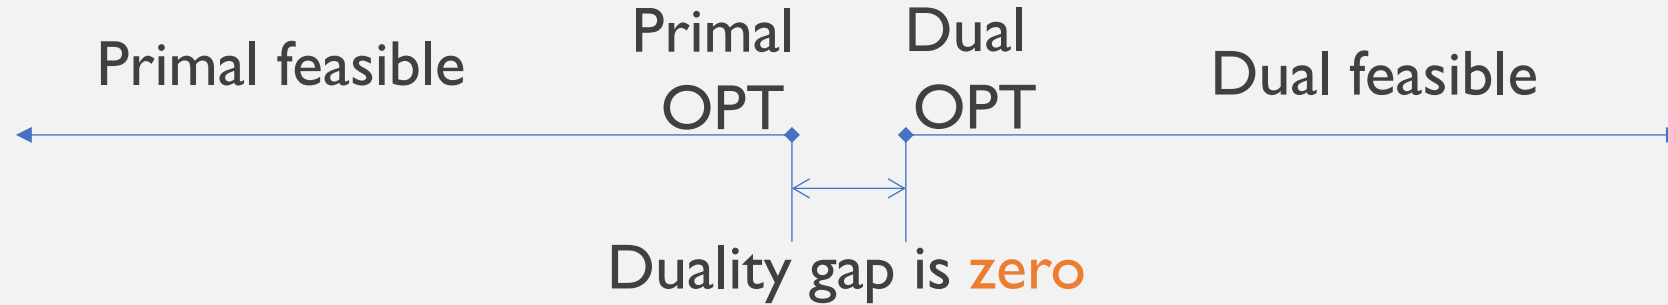 Primal feasible
Primal
OPT
Dual
OPT
Dual feasible
Duality gap is zero